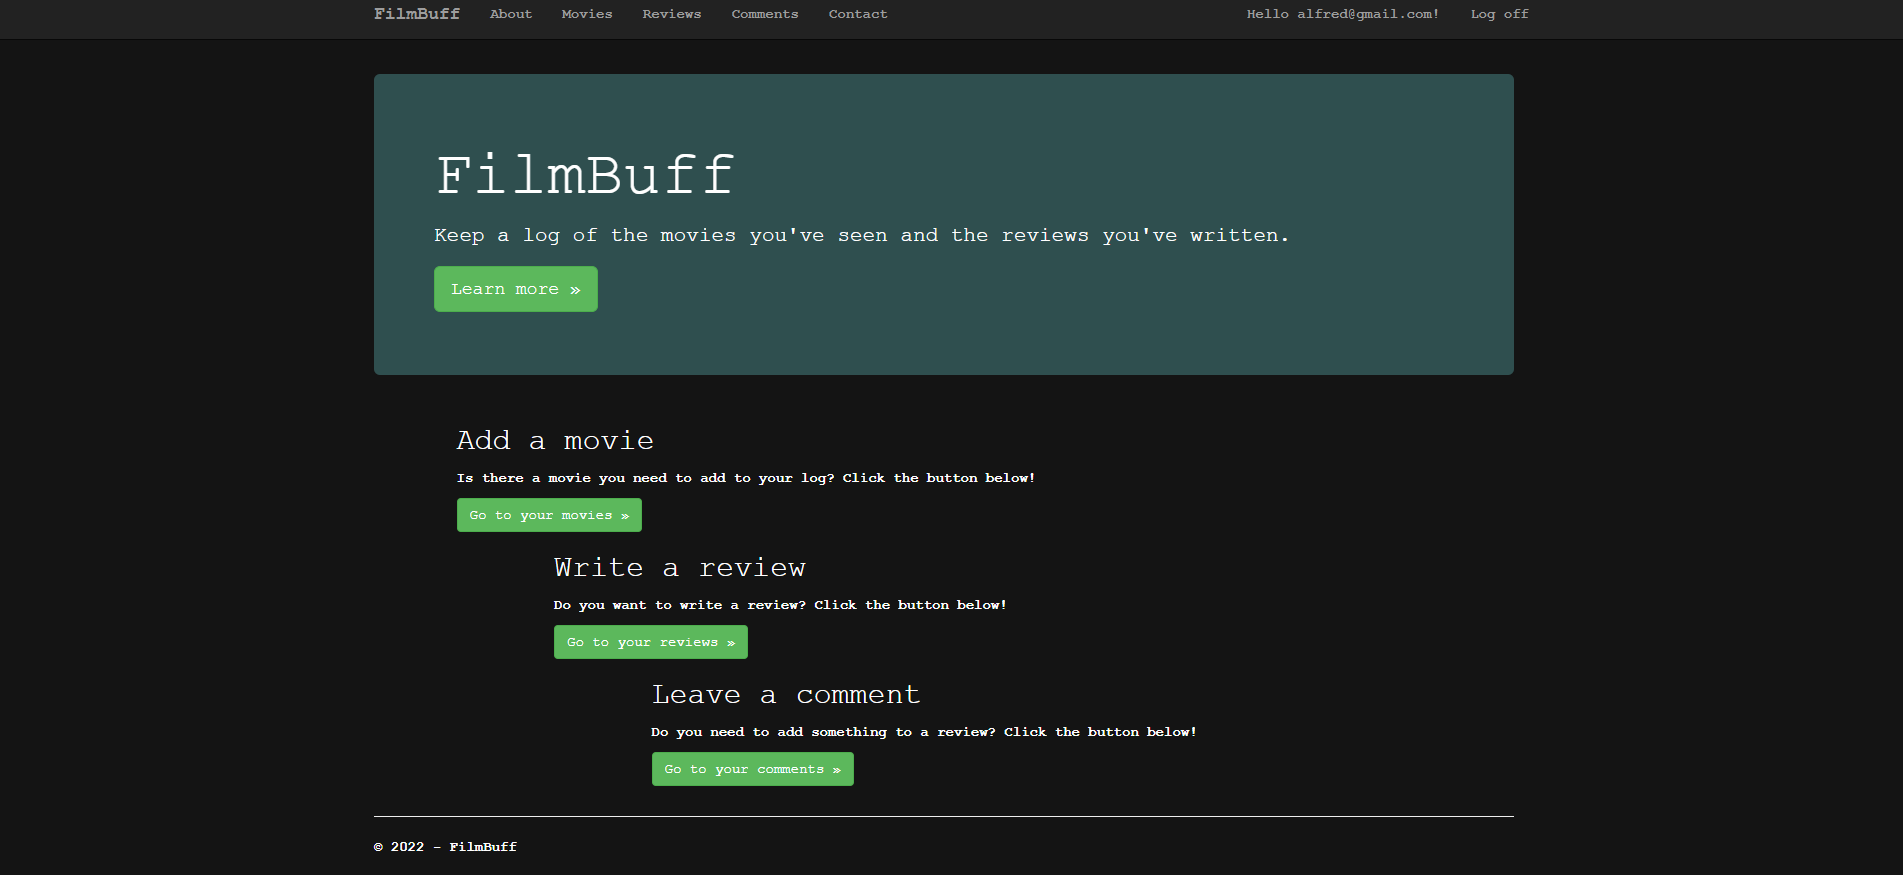 FilmBuff About Movies Reviews Comments Contact Hello alfred@gmail.com! Log off
FilmBuff
Keep a log of the movies you've seen and the reviews you've written.
Learn more »
Add a movie
Is there a movie you need to add to your log? Click the button below!
Go to your movies »
Write a review
Do you want to write a review? Click the button below!
Go to your reviews »
Leave a comment
Do you need to add something to a review? Click the button below!
Go to your comments »
© 2022 - FilmBuff